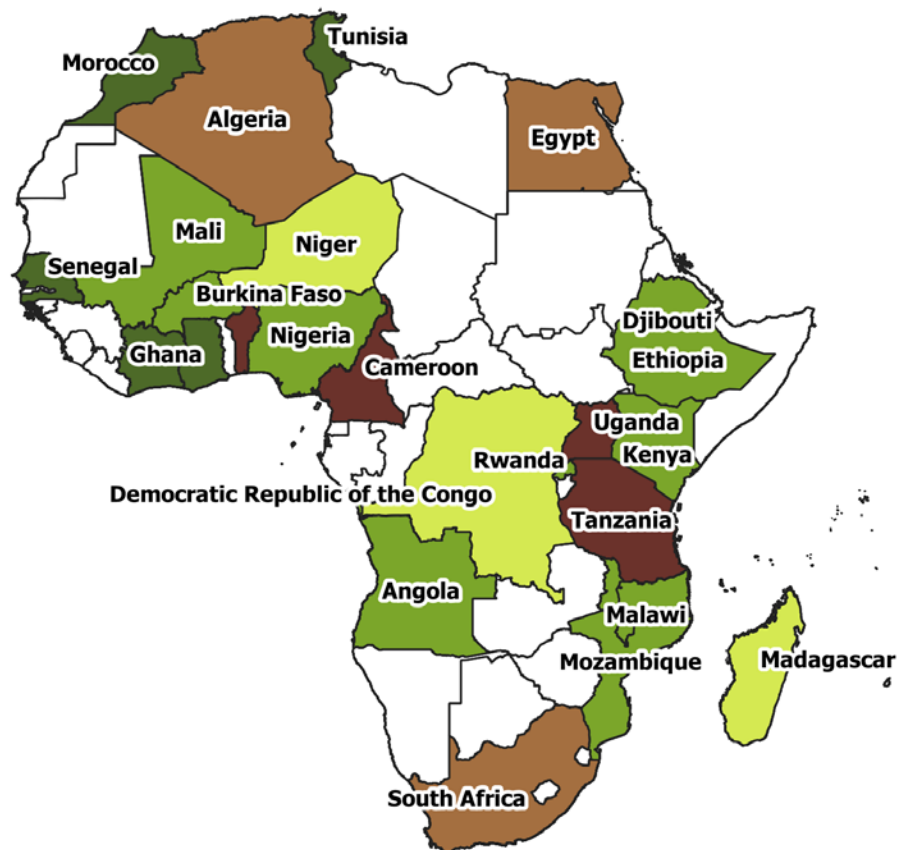 Tunisia
Morocco
Algeria
Egypt
Mali
Niger
Senegal
Burkina Faso
Djibouti
Nigeria
Ghana
Ethiopia
Cameroon
Uganda
Kenya
Rwanda
Democratic Republic of the Congo
Tanzania
Angola
Malawi
Mozambique
Madagascar
South Africa